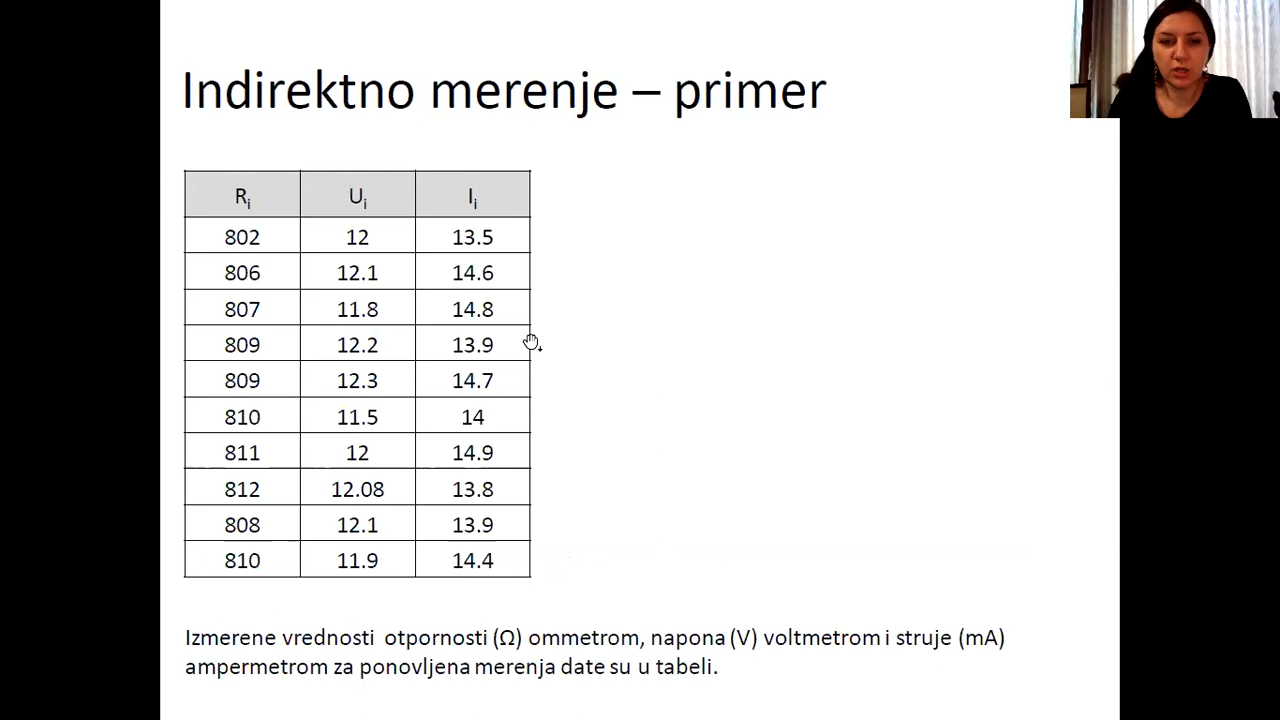 Indirektno merenje – primer
Ri Ui Ii
802 12 13.5
806 12.1 14.6
807 11.8 14.8
809 12.2 13.9
809 12.3 14.7
810 11.5 14
811 12 14.9
812 12.08 13.8
808 12.1 13.9
810 11.9 14.4
Izmerene vrednosti otpornosti (Ω) ommetrom, napona (V) voltmetrom i struje (mA)
ampermetrom za ponovljena merenja date su u tabeli.